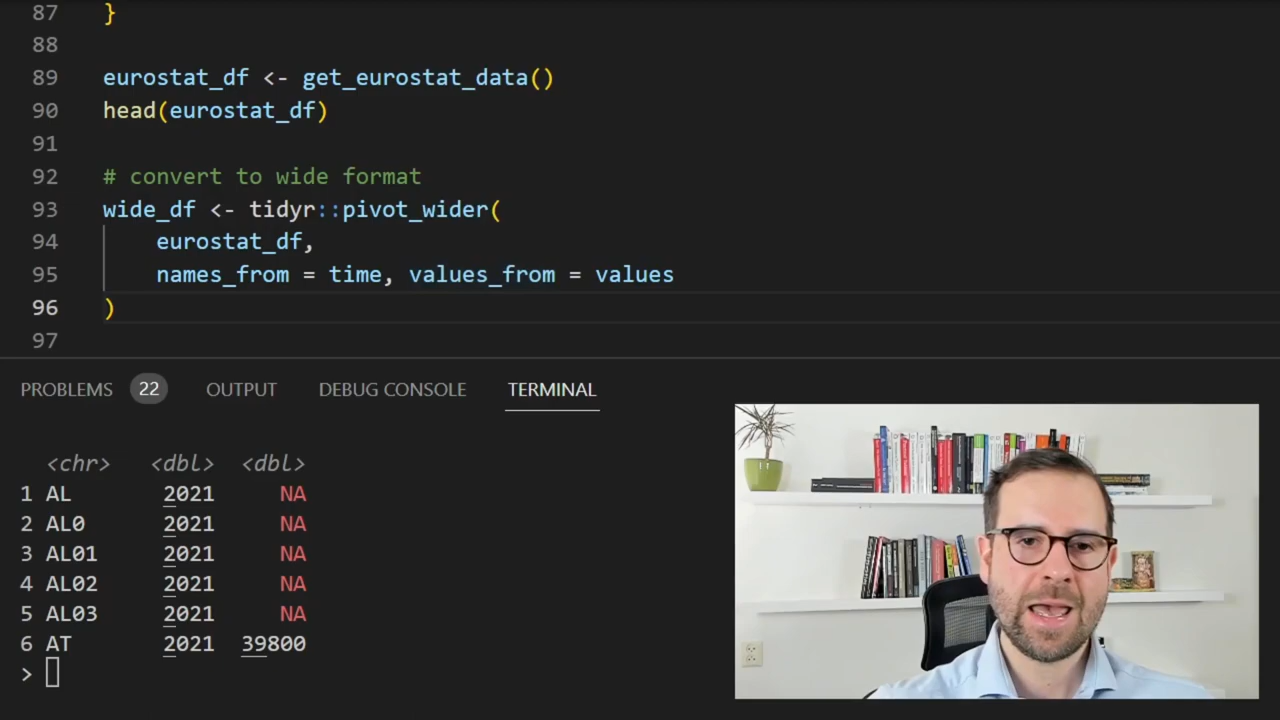 87 }
88
89 eurostat_df <- get_eurostat_data()
90 head(eurostat_df)
91
92 # convert to wide format
93 wide_df <- tidyr::pivot_wider(
94     eurostat_df,
95     names_from = time, values_from = values
96 )
97
PROBLEMS 22 OUTPUT DEBUG CONSOLE TERMINAL
<chr> <dbl> <dbl>
1 AL 2021 NA
2 AL0 2021 NA
3 AL01 2021 NA
4 AL02 2021 NA
5 AL03 2021 NA
6 AT 2021 39800
>